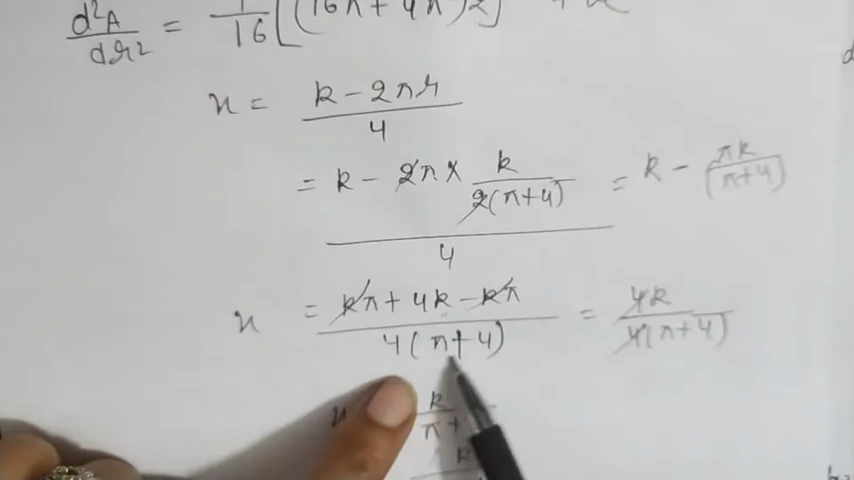 d²A/dr² = 1/16 [(16π + 4π²)2]
x = (k - 2πr)/4
= (k - 2π × k/(2(π+4)))/4 = k - πk/(π+4)
x = (kπ + 4k - kπ)/(4(π+4)) = 4k/(4(π+4))
x k/(π+
k